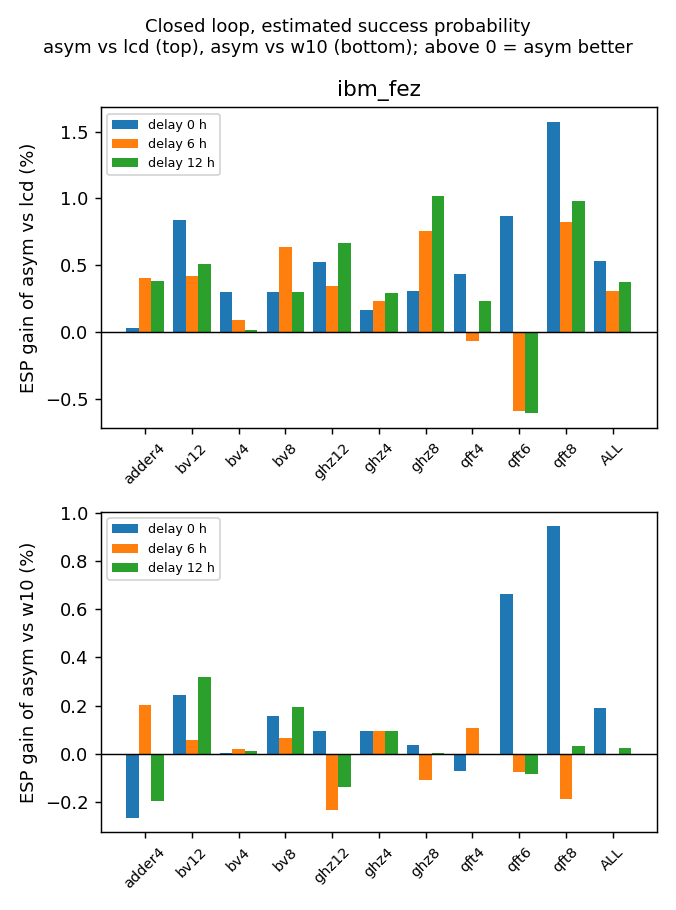 Closed loop, estimated success probability
asym vs lcd (top), asym vs w10 (bottom); above 0 = asym better
ibm_fez
ESP gain of asym vs lcd (%)
1.5
1.0
0.5
0.0
−0.5
delay 0 h
delay 6 h
delay 12 h
adder4
bv12
bv4
bv8
ghz12
ghz4
ghz8
qft4
qft6
qft8
ALL
ESP gain of asym vs w10 (%)
1.0
0.8
0.6
0.4
0.2
0.0
−0.2
delay 0 h
delay 6 h
delay 12 h
adder4
bv12
bv4
bv8
ghz12
ghz4
ghz8
qft4
qft6
qft8
ALL